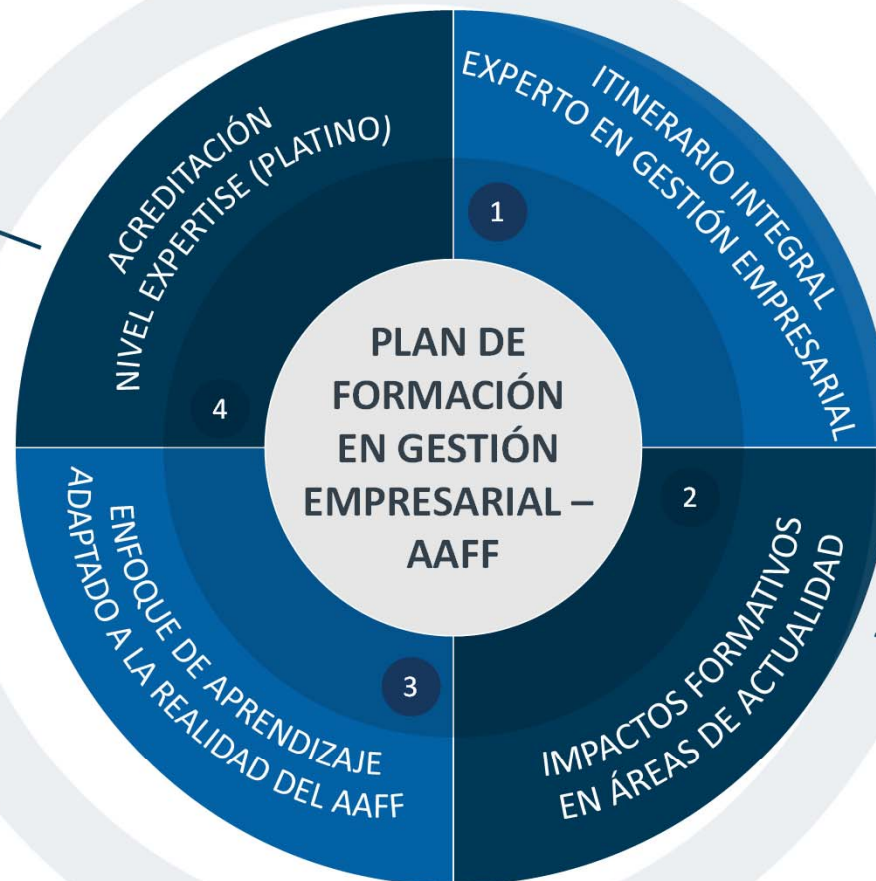 PLAN DE
FORMACIÓN
EN GESTIÓN
EMPRESARIAL –
AAFF
1
ITINERARIO INTEGRAL
EXPERTO EN GESTIÓN EMPRESARIAL
2
IMPACTOS FORMATIVOS
EN ÁREAS DE ACTUALIDAD
3
ENFOQUE DE APRENDIZAJE
ADAPTADO A LA REALIDAD DEL AAFF
4
ACREDITACIÓN
NIVEL EXPERTISE (PLATINO)